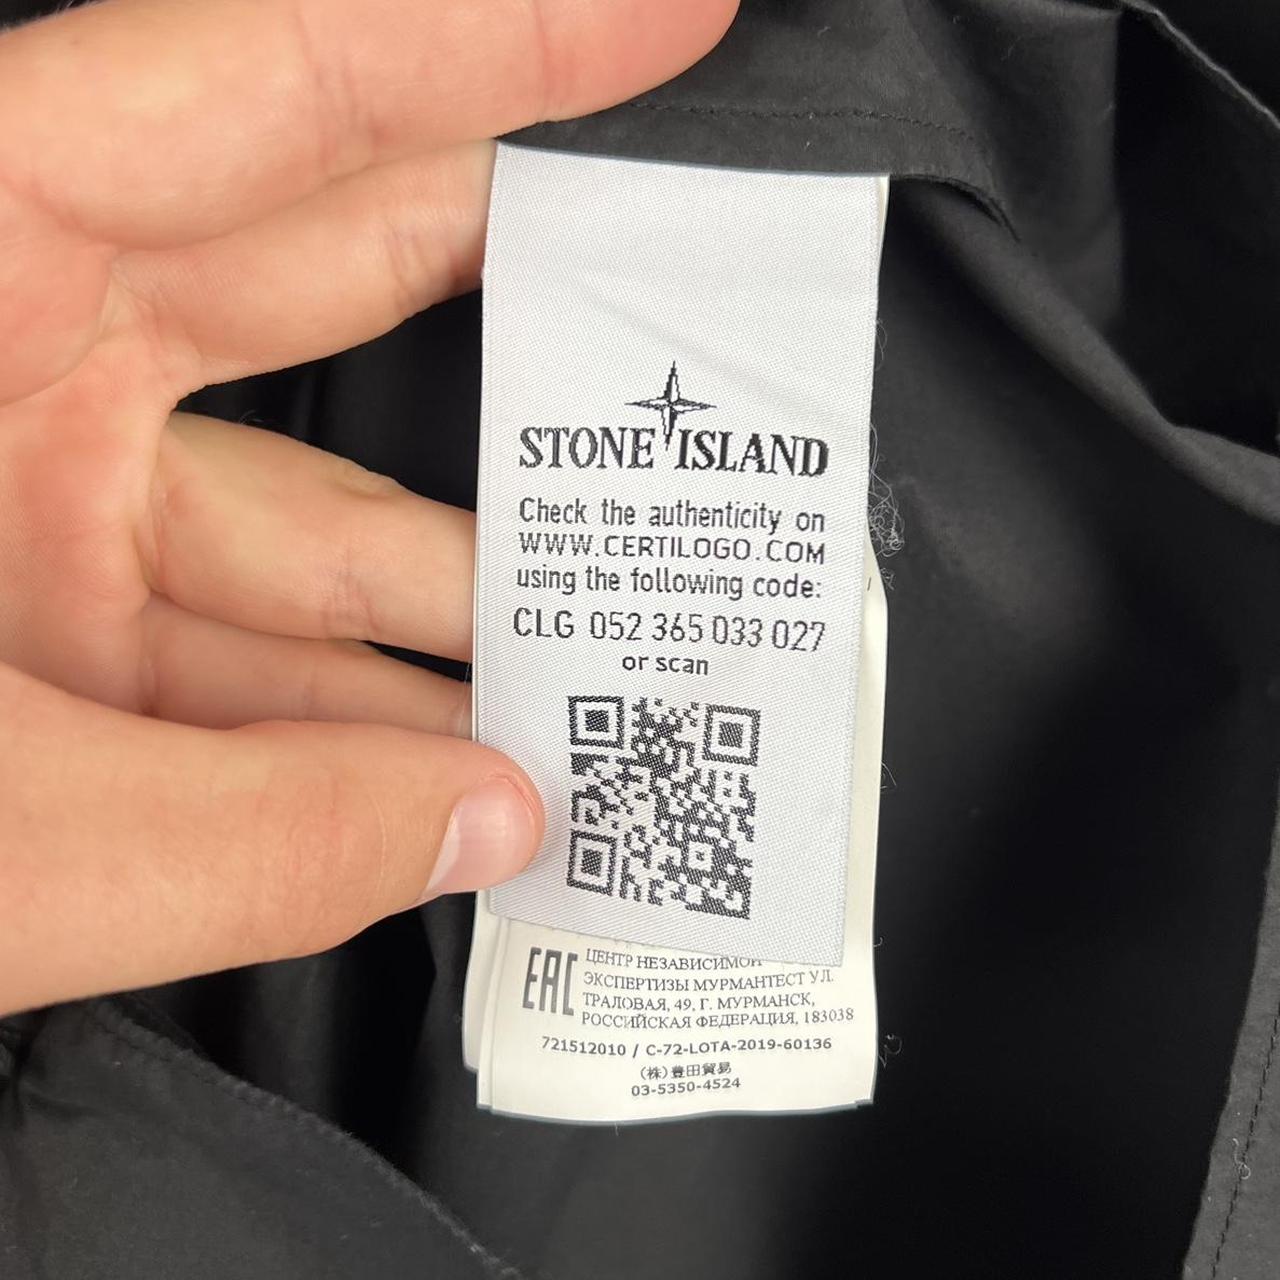 STONE ISLAND
Check the authenticity on
WWW.CERTILOGO.COM
using the following code:
CLG 052 365 033 027
or scan
EAC
ЦЕНТР НЕЗАВИСИМОЙ
ЭКСПЕРТИЗЫ МУРМАНТЕСТ УЛ.
ТРАЛОВАЯ, 49, Г. МУРМАНСК,
РОССИЙСКАЯ ФЕДЕРАЦИЯ, 183038
721512010 / C-72-LOTA-2019-60136
(株)豊田貿易
03-5350-4524